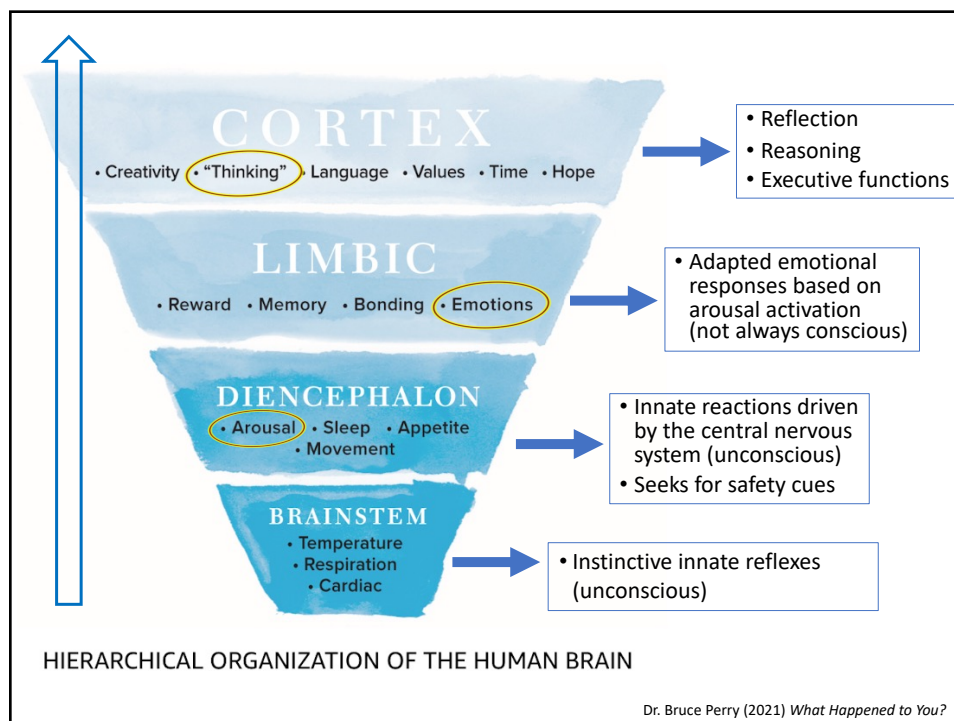 CORTEX
• Creativity • "Thinking" • Language • Values • Time • Hope
• Reflection
• Reasoning
• Executive functions
LIMBIC
• Reward • Memory • Bonding • Emotions
• Adapted emotional
responses based on
arousal activation
(not always conscious)
DIENCEPHALON
• Arousal • Sleep • Appetite
• Movement
• Innate reactions driven
by the central nervous
system (unconscious)
• Seeks for safety cues
BRAINSTEM
• Temperature
• Respiration
• Cardiac
• Instinctive innate reflexes
(unconscious)
HIERARCHICAL ORGANIZATION OF THE HUMAN BRAIN
Dr. Bruce Perry (2021) What Happened to You?